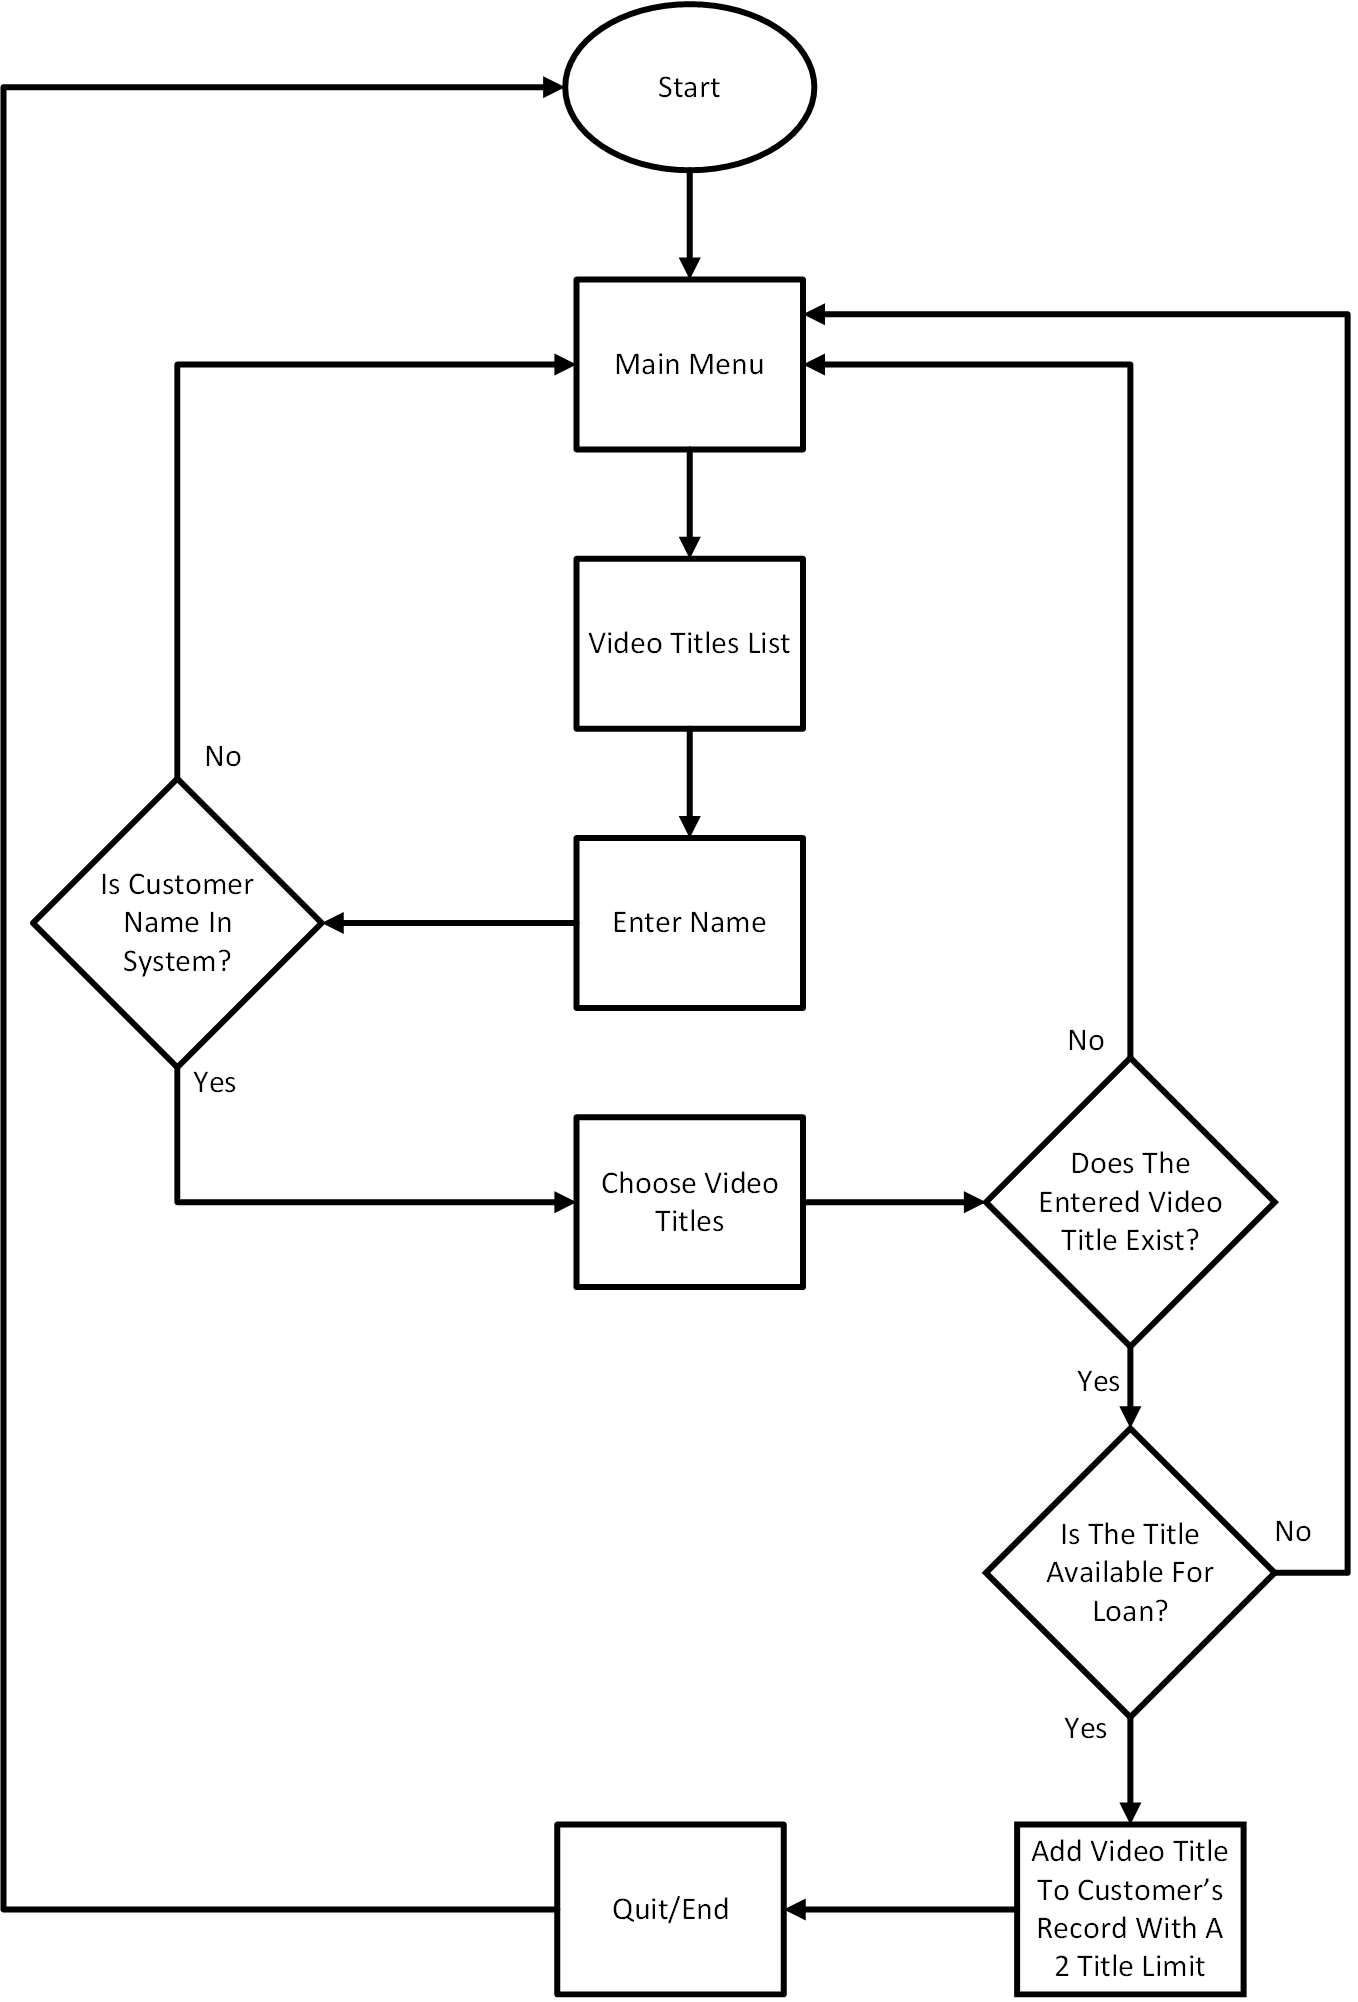 Start
Main Menu
Video Titles List
No
Is Customer
Name In
System?
Enter Name
Yes
No
Choose Video
Titles
Does The
Entered Video
Title Exist?
Yes
Is The Title
Available For
Loan?
No
Yes
Quit/End
Add Video Title
To Customer’s
Record With A
2 Title Limit